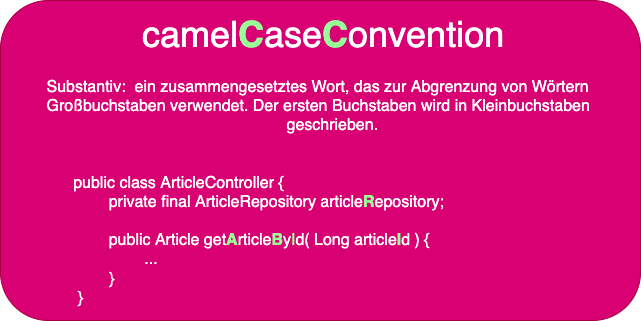 camelCaseConvention
Substantiv: ein zusammengesetztes Wort, das zur Abgrenzung von Wörtern
Großbuchstaben verwendet. Der ersten Buchstaben wird in Kleinbuchstaben
geschrieben.
public class ArticleController {
private final ArticleRepository articleRepository;
public Article getArticleById( Long articleId ) {
...
}
}